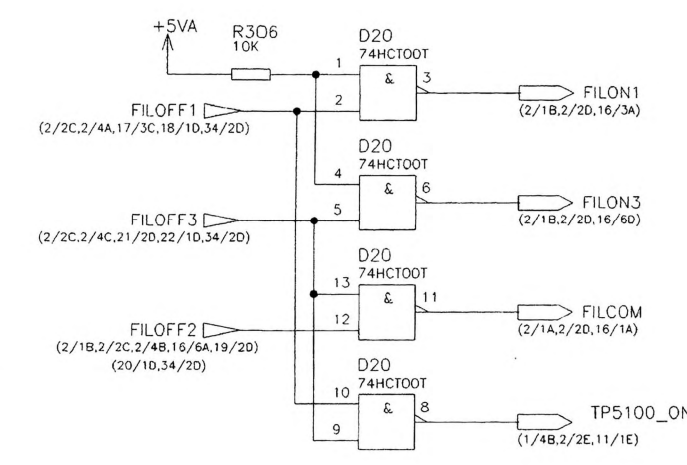 +5VA
R306
10K
D20
74HCTOOT
1
2
&
3
FILON1
(2/1B,2/2D,16/3A)
FILOFF1
(2/2C,2/4A,17/3C,18/1D,34/2D)
D20
74HCTOOT
4
5
&
6
FILON3
(2/1B,2/2D,16/6D)
FILOFF3
(2/2C,2/4C,21/2D,22/1D,34/2D)
D20
74HCTOOT
13
12
&
11
FILCOM
(2/1A,2/2D,16/1A)
FILOFF2
(2/1B,2/2C,2/4B,16/6A,19/2D)
(20/1D,34/2D)
D20
74HCTOOT
10
9
&
8
TP5100_ON
(1/4B,2/2E,11/1E)